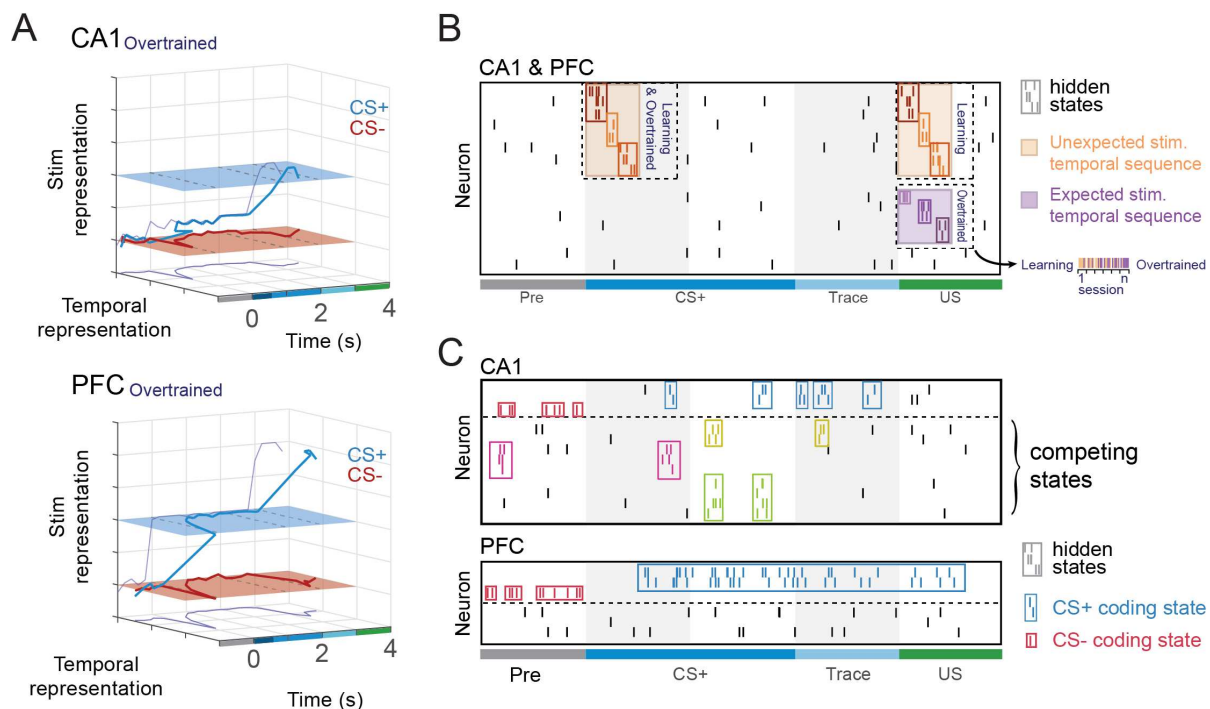 A
CA1 Overtrained
CS+
CS-
Stim
representation
Temporal
representation
0
2
4
Time (s)
PFC Overtrained
CS+
CS-
Stim
representation
Temporal
representation
0
2
4
Time (s)
B
CA1 & PFC
Neuron
Learning
& Overtrained
Learning
Overtrained
Pre
CS+
Trace
US
hidden
states
Unexpected stim.
temporal sequence
Expected stim.
temporal sequence
Learning
Overtrained
1
n
session
C
CA1
Neuron
competing
states
PFC
Neuron
Pre
CS+
Trace
US
hidden
states
CS+ coding state
CS- coding state